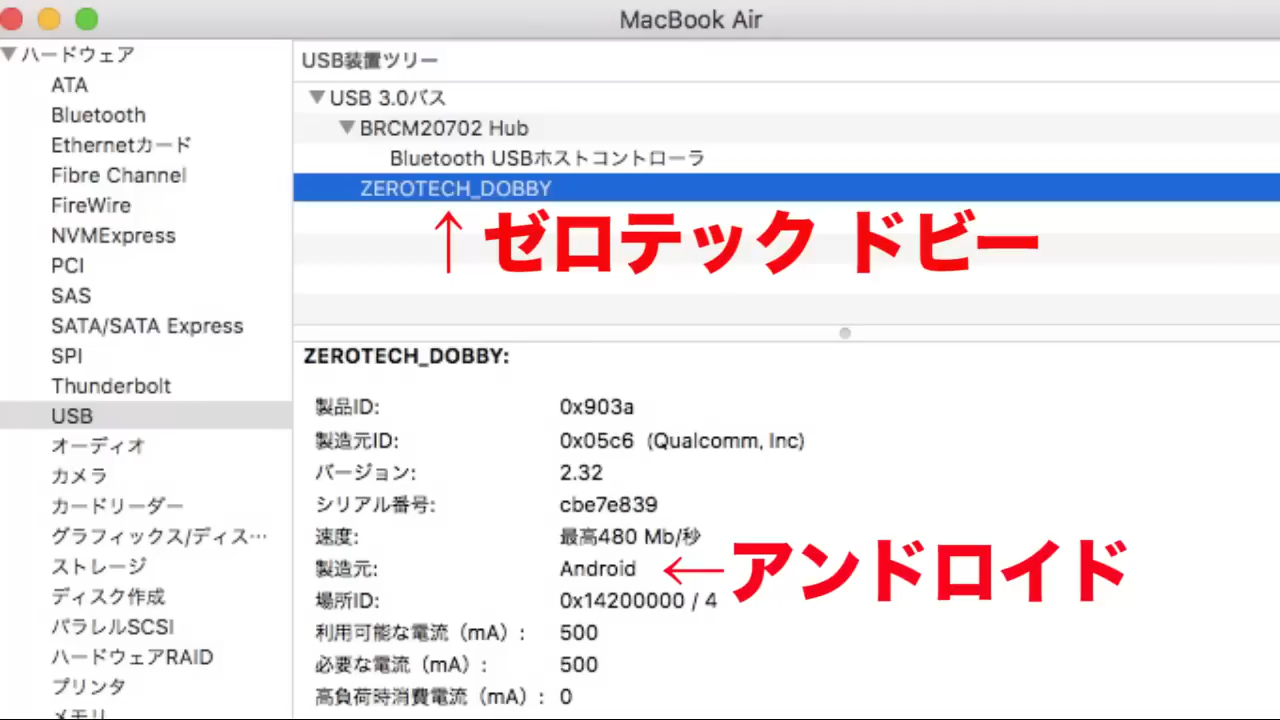 MacBook Air
ハードウェア
ATA
Bluetooth
Ethernetカード
Fibre Channel
FireWire
NVMExpress
PCI
SAS
SATA/SATA Express
SPI
Thunderbolt
USB
オーディオ
カメラ
カードリーダー
グラフィックス/ディス…
ストレージ
ディスク作成
パラレルSCSI
ハードウェアRAID
プリンタ
メモリ
USB装置ツリー
USB 3.0バス
BRCM20702 Hub
Bluetooth USBホストコントローラ
ZEROTECH_DOBBY
↑ゼロテック ドビー
ZEROTECH_DOBBY:
製品ID: 0x903a
製造元ID: 0x05c6 (Qualcomm, Inc)
バージョン: 2.32
シリアル番号: cbe7e839
速度: 最高480 Mb/秒
製造元: Android ←アンドロイド
場所ID: 0x14200000 / 4
利用可能な電流（mA）: 500
必要な電流（mA）: 500
高負荷時消費電流（mA）: 0